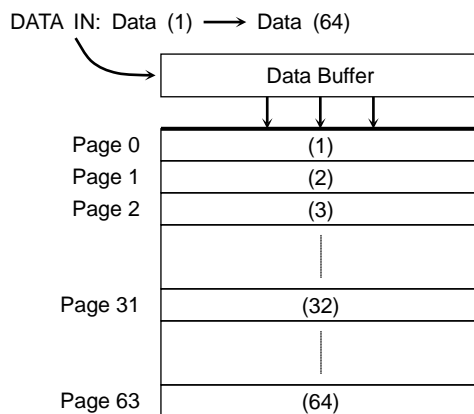 DATA IN: Data (1) Data (64)
Data Buffer
Page 0 (1)
Page 1 (2)
Page 2 (3)
Page 31 (32)
Page 63 (64)